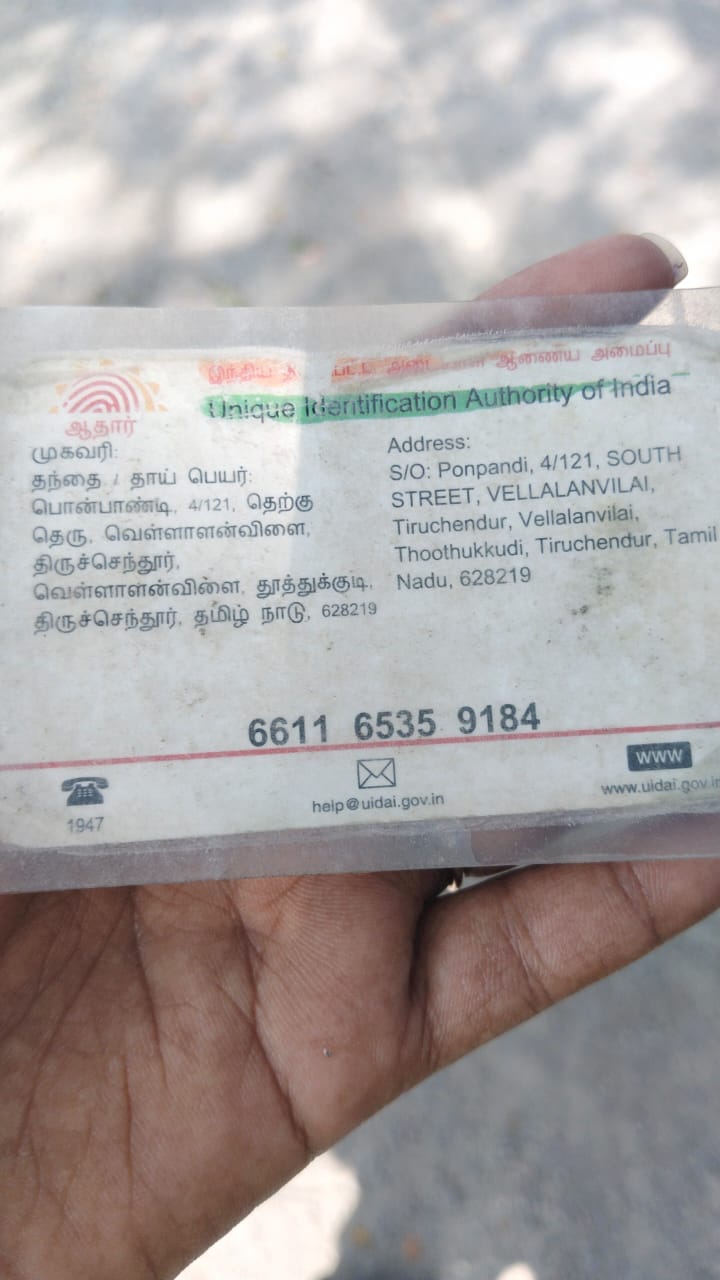 ஆதார்
இந்திய ஆணைய அமைப்பு
Unique Identification Authority of India
முகவரி:
தந்தை / தாய் பெயர்:
பொன்பாண்டி, 4/121, தெற்கு
தெரு, வெள்ளாளன்விளை,
திருச்செந்தூர்,
வெள்ளாளன்விளை, தூத்துக்குடி,
திருச்செந்தூர், தமிழ் நாடு, 628219
Address:
S/O: Ponpandi, 4/121, SOUTH
STREET, VELLALANVILAI,
Tiruchendur, Vellalanvilai,
Thoothukkudi, Tiruchendur, Tamil
Nadu, 628219
6611 6535 9184
1947
help@uidai.gov.in
www
www.uidai.gov.in